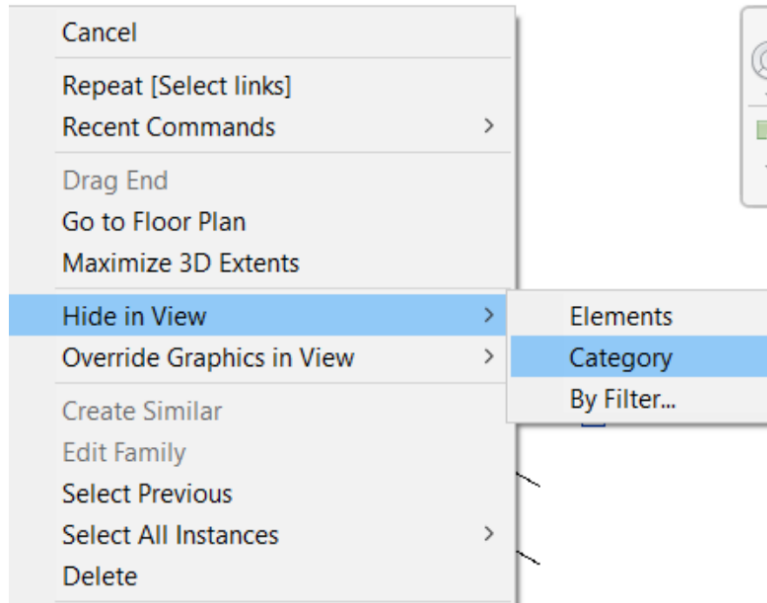 Cancel
Repeat [Select links]
Recent Commands
Drag End
Go to Floor Plan
Maximize 3D Extents
Hide in View
Override Graphics in View
Create Similar
Edit Family
Select Previous
Select All Instances
Delete
Elements
Category
By Filter...